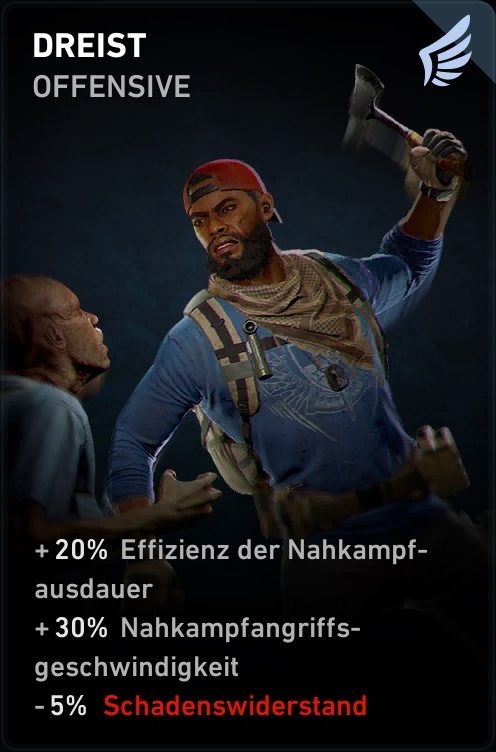 DREIST
OFFENSIVE
+ 20% Effizienz der Nahkampf-
ausdauer
+ 30% Nahkampfangriffs-
geschwindigkeit
- 5% Schadenswiderstand